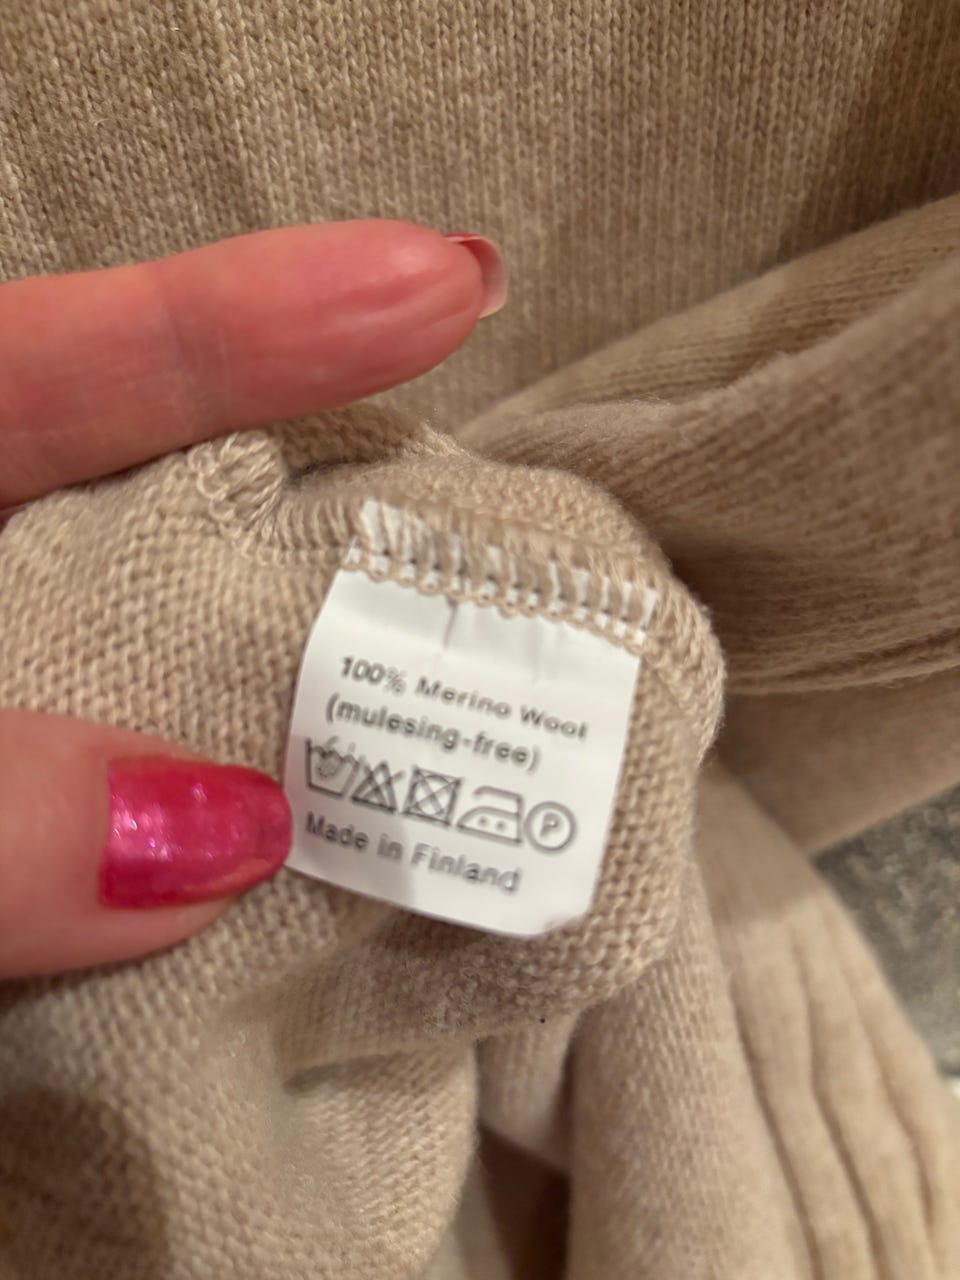 100% Merino Wool
(mulesing-free)
P
Made in Finland